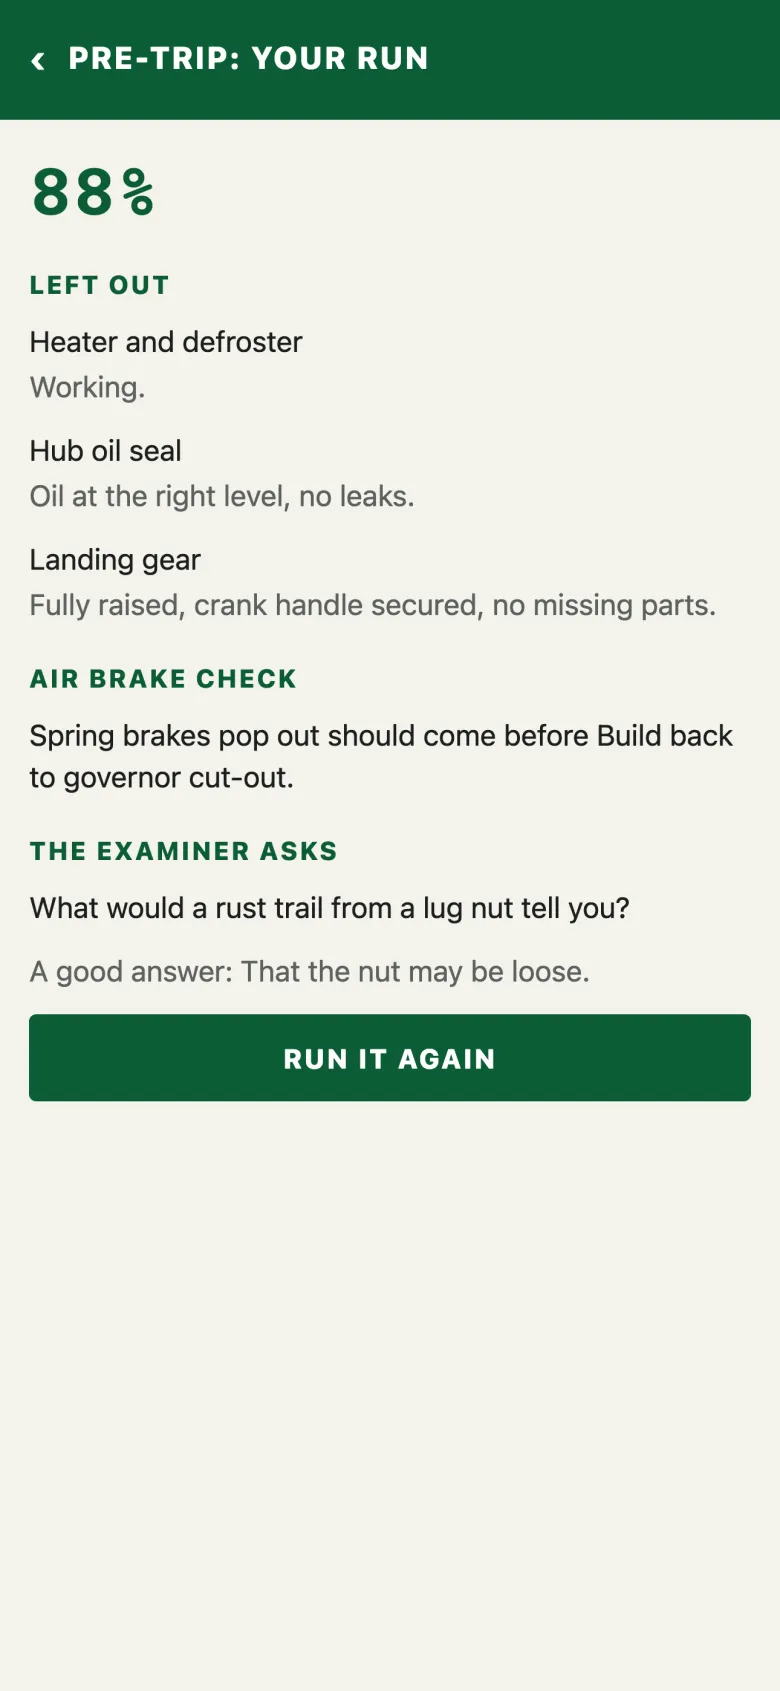 ‹ PRE-TRIP: YOUR RUN
88%
LEFT OUT
Heater and defroster
Working.
Hub oil seal
Oil at the right level, no leaks.
Landing gear
Fully raised, crank handle secured, no missing parts.
AIR BRAKE CHECK
Spring brakes pop out should come before Build back
to governor cut-out.
THE EXAMINER ASKS
What would a rust trail from a lug nut tell you?
A good answer: That the nut may be loose.
RUN IT AGAIN